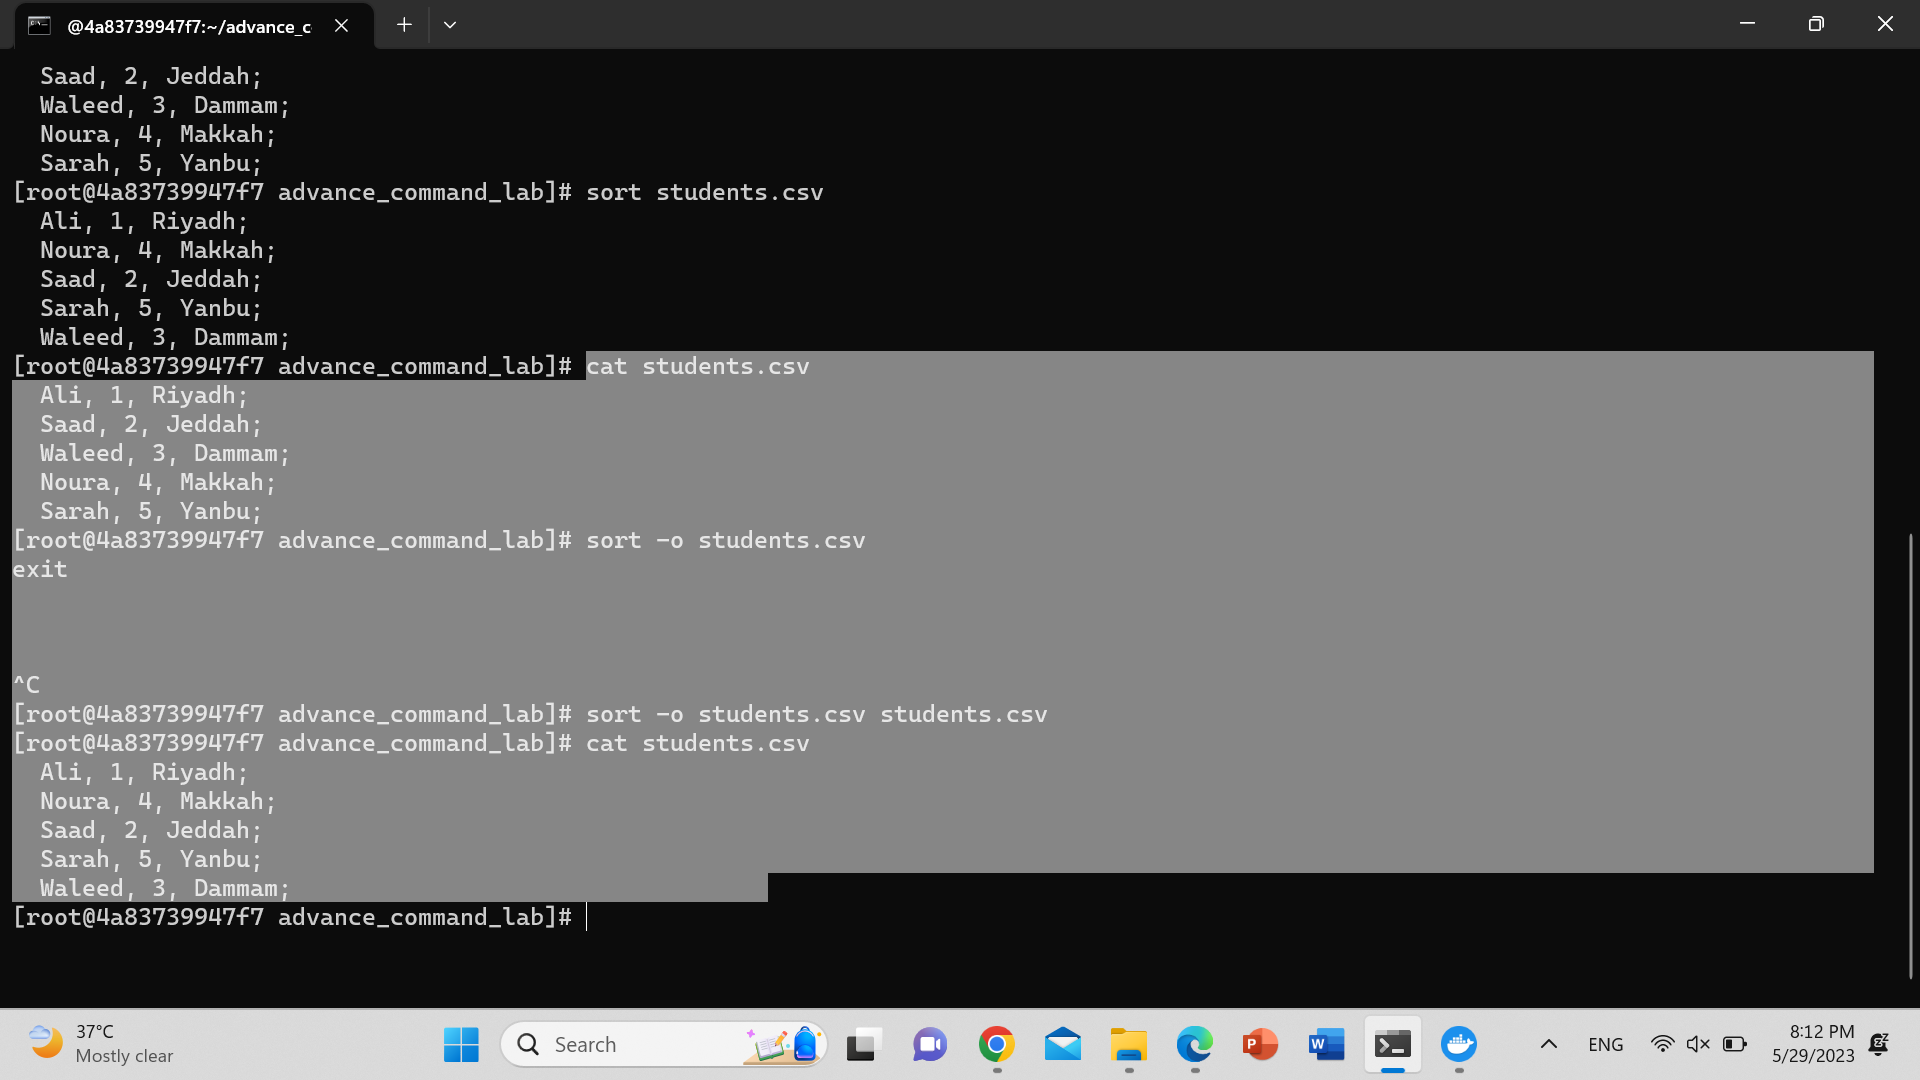 @4a83739947f7:~/advance_c
Saad, 2, Jeddah;
Waleed, 3, Dammam;
Noura, 4, Makkah;
Sarah, 5, Yanbu;
[root@4a83739947f7 advance_command_lab]# sort students.csv
Ali, 1, Riyadh;
Noura, 4, Makkah;
Saad, 2, Jeddah;
Sarah, 5, Yanbu;
Waleed, 3, Dammam;
[root@4a83739947f7 advance_command_lab]# cat students.csv
Ali, 1, Riyadh;
Saad, 2, Jeddah;
Waleed, 3, Dammam;
Noura, 4, Makkah;
Sarah, 5, Yanbu;
[root@4a83739947f7 advance_command_lab]# sort -o students.csv
exit
^C
[root@4a83739947f7 advance_command_lab]# sort -o students.csv students.csv
[root@4a83739947f7 advance_command_lab]# cat students.csv
Ali, 1, Riyadh;
Noura, 4, Makkah;
Saad, 2, Jeddah;
Sarah, 5, Yanbu;
Waleed, 3, Dammam;
[root@4a83739947f7 advance_command_lab]#
37°C
Mostly clear
Search
P
W
ENG
8:12 PM
5/29/2023